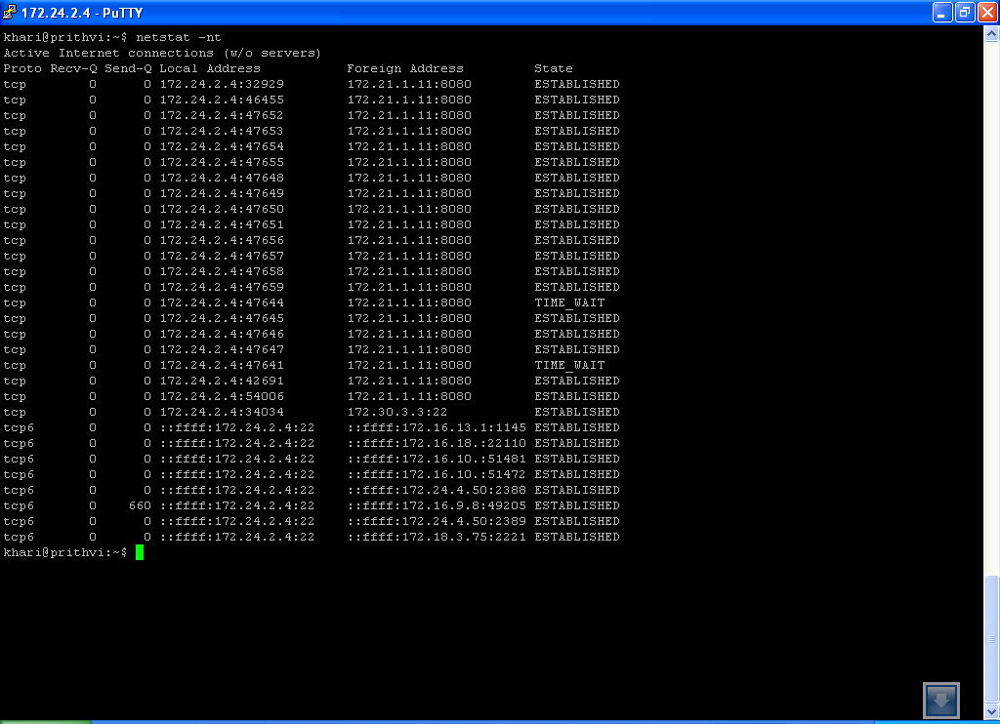 172.24.2.4 - PuTTY
khari@prithvi:~$ netstat -nt
Active Internet connections (w/o servers)
Proto Recv-Q Send-Q Local Address           Foreign Address         State
tcp        0      0 172.24.2.4:32929        172.21.1.11:8080        ESTABLISHED
tcp        0      0 172.24.2.4:46455        172.21.1.11:8080        ESTABLISHED
tcp        0      0 172.24.2.4:47652        172.21.1.11:8080        ESTABLISHED
tcp        0      0 172.24.2.4:47653        172.21.1.11:8080        ESTABLISHED
tcp        0      0 172.24.2.4:47654        172.21.1.11:8080        ESTABLISHED
tcp        0      0 172.24.2.4:47655        172.21.1.11:8080        ESTABLISHED
tcp        0      0 172.24.2.4:47648        172.21.1.11:8080        ESTABLISHED
tcp        0      0 172.24.2.4:47649        172.21.1.11:8080        ESTABLISHED
tcp        0      0 172.24.2.4:47650        172.21.1.11:8080        ESTABLISHED
tcp        0      0 172.24.2.4:47651        172.21.1.11:8080        ESTABLISHED
tcp        0      0 172.24.2.4:47656        172.21.1.11:8080        ESTABLISHED
tcp        0      0 172.24.2.4:47657        172.21.1.11:8080        ESTABLISHED
tcp        0      0 172.24.2.4:47658        172.21.1.11:8080        ESTABLISHED
tcp        0      0 172.24.2.4:47659        172.21.1.11:8080        ESTABLISHED
tcp        0      0 172.24.2.4:47644        172.21.1.11:8080        TIME_WAIT
tcp        0      0 172.24.2.4:47645        172.21.1.11:8080        ESTABLISHED
tcp        0      0 172.24.2.4:47646        172.21.1.11:8080        ESTABLISHED
tcp        0      0 172.24.2.4:47647        172.21.1.11:8080        ESTABLISHED
tcp        0      0 172.24.2.4:47641        172.21.1.11:8080        TIME_WAIT
tcp        0      0 172.24.2.4:42691        172.21.1.11:8080        ESTABLISHED
tcp        0      0 172.24.2.4:54006        172.21.1.11:8080        ESTABLISHED
tcp        0      0 172.24.2.4:34034        172.30.3.3:22           ESTABLISHED
tcp6       0      0 ::ffff:172.24.2.4:22    ::ffff:172.16.13.1:1145 ESTABLISHED
tcp6       0      0 ::ffff:172.24.2.4:22    ::ffff:172.16.18.:22110 ESTABLISHED
tcp6       0      0 ::ffff:172.24.2.4:22    ::ffff:172.16.10.:51481 ESTABLISHED
tcp6       0      0 ::ffff:172.24.2.4:22    ::ffff:172.16.10.:51472 ESTABLISHED
tcp6       0      0 ::ffff:172.24.2.4:22    ::ffff:172.24.4.50:2388 ESTABLISHED
tcp6       0    660 ::ffff:172.24.2.4:22    ::ffff:172.16.9.8:49205 ESTABLISHED
tcp6       0      0 ::ffff:172.24.2.4:22    ::ffff:172.24.4.50:2389 ESTABLISHED
tcp6       0      0 ::ffff:172.24.2.4:22    ::ffff:172.18.3.75:2221 ESTABLISHED
khari@prithvi:~$